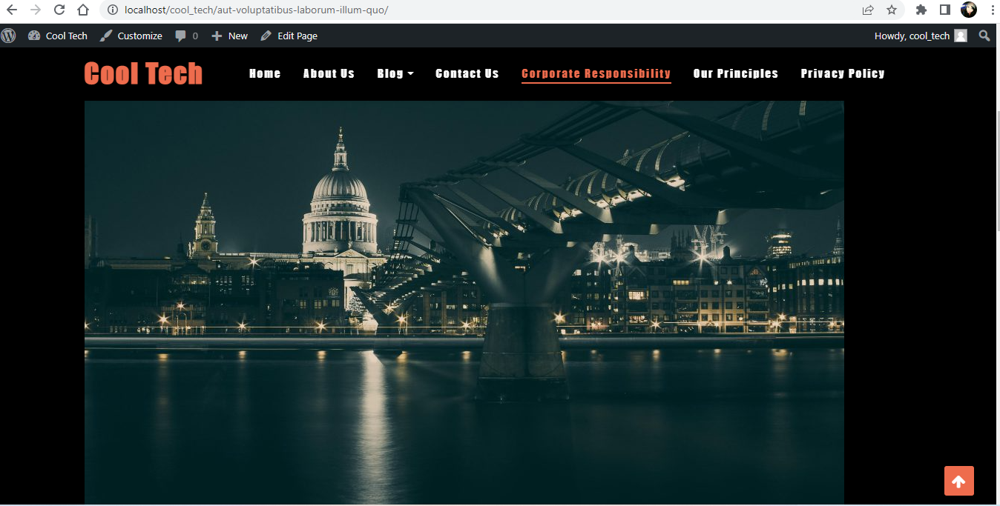 localhost/cool_tech/aut-voluptatibus-laborum-illum-quo/
Cool Tech Customize 0 New Edit Page Howdy, cool_tech
Cool Tech Home About Us Blog Contact Us Corporate Responsibility Our Principles Privacy Policy